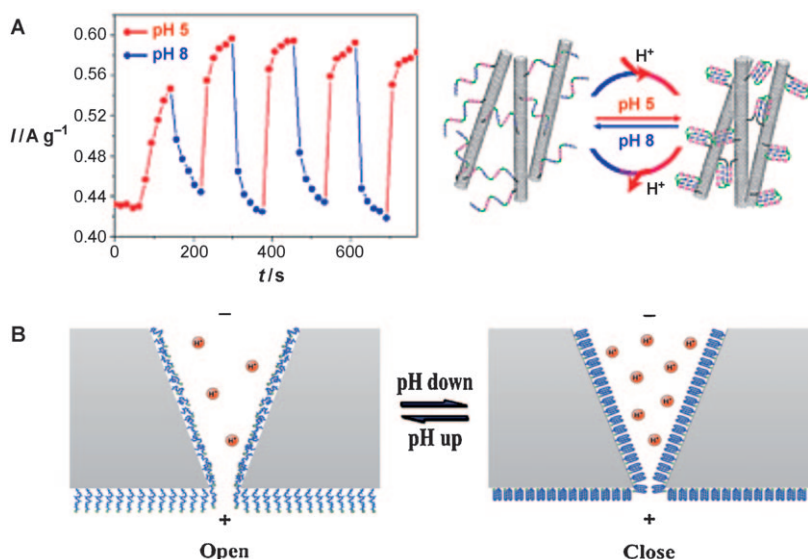 A
pH 5
pH 8
0.60
0.56
0.52
0.48
0.44
0.40
I / A g⁻¹
0 200 400 600
t / s
H⁺
pH 5
pH 8
H⁺
B
–
H⁺
H⁺
H⁺
H⁺
+
Open
pH down
pH up
–
H⁺
H⁺
H⁺
H⁺
H⁺
H⁺
H⁺
H⁺
+
Close